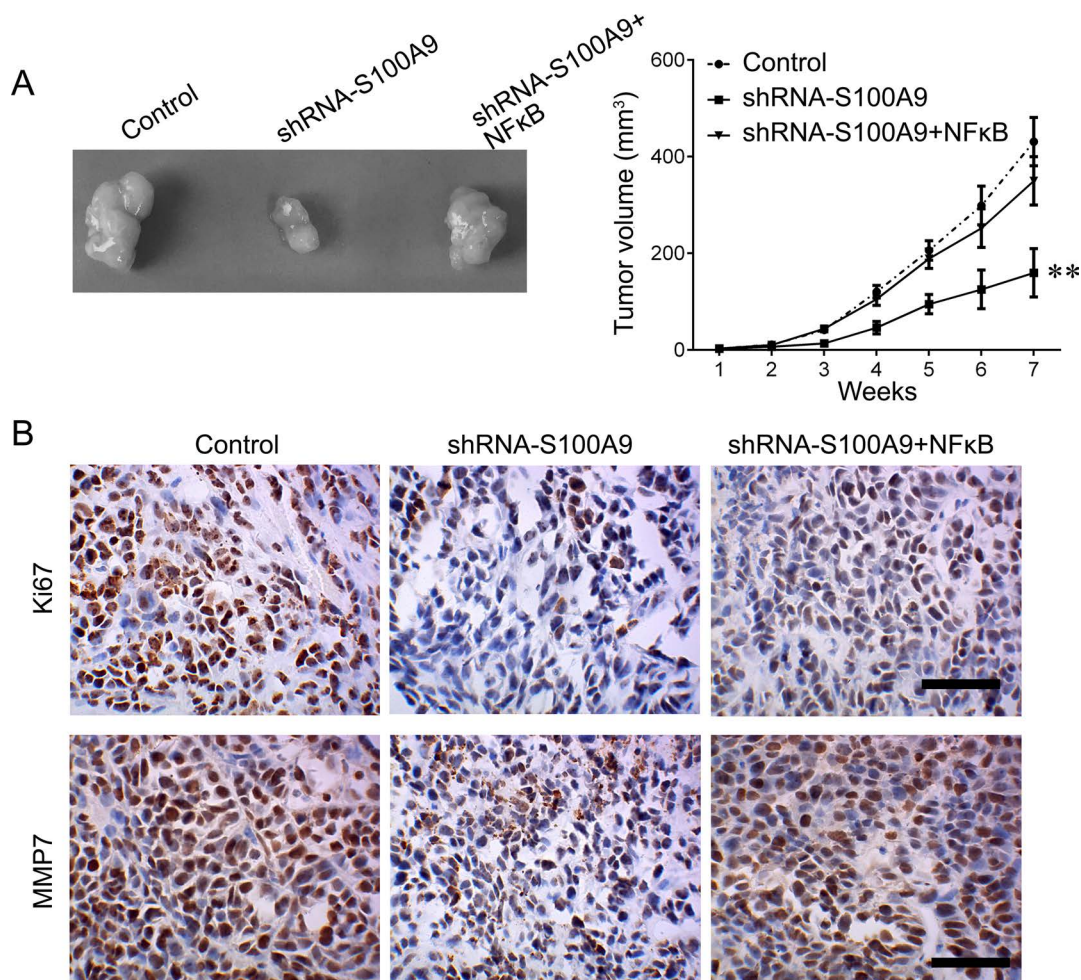 A
Control
shRNA-S100A9
shRNA-S100A9+
NFκB
600
400
200
0
Tumor volume (mm³)
Control
shRNA-S100A9
shRNA-S100A9+NFκB
**
1 2 3 4 5 6 7
Weeks
B
Control shRNA-S100A9 shRNA-S100A9+NFκB
Ki67
MMP7